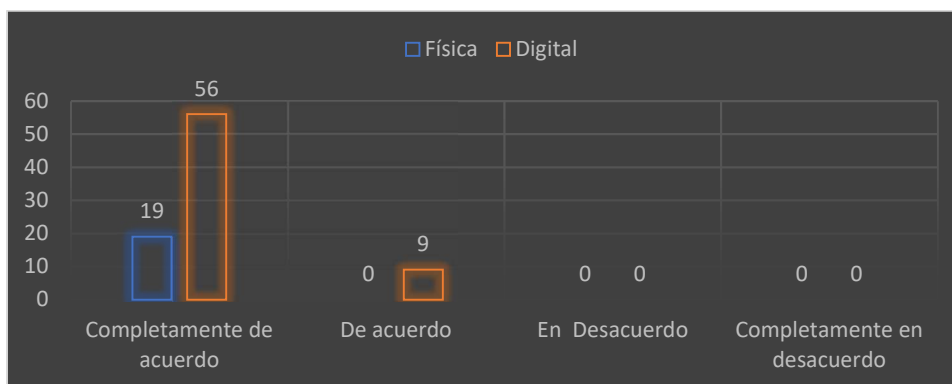 Física Digital
60
50
40
30
20
10
0
19
56
0
9
0
0
0
0
Completamente de
acuerdo
De acuerdo
En Desacuerdo
Completamente en
desacuerdo